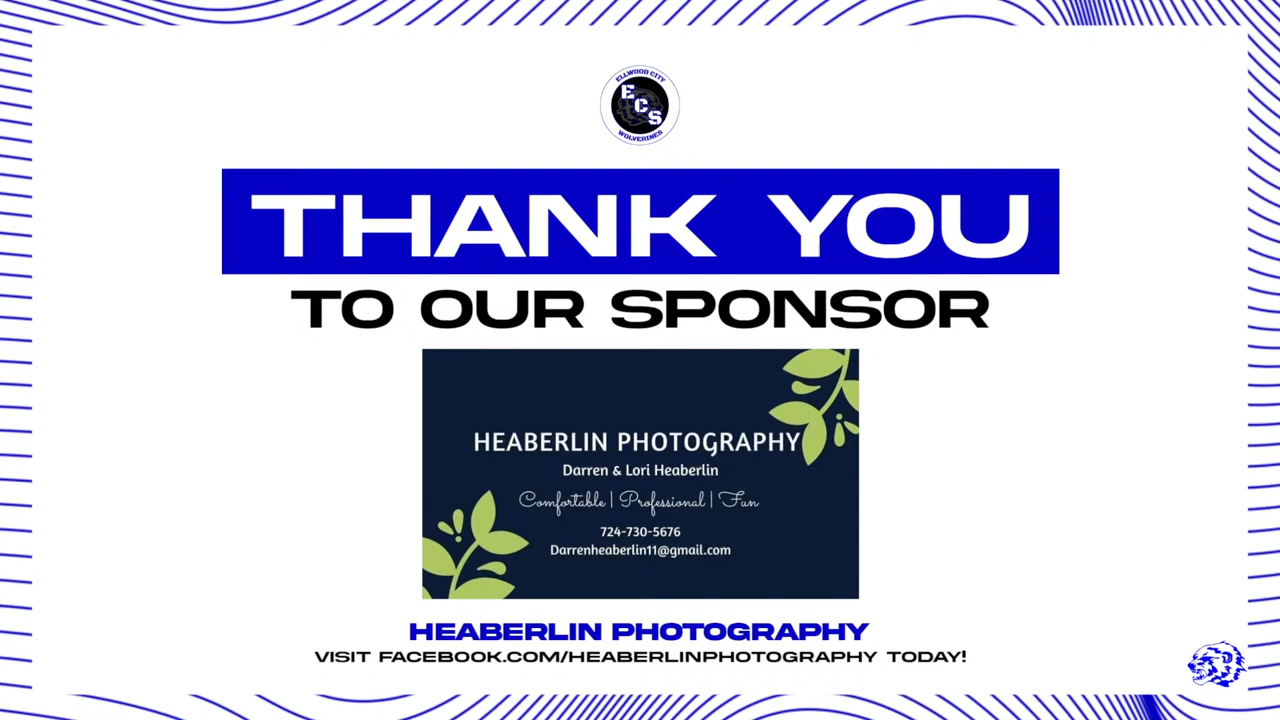 ELLWOOD CITY
E
C
S
WOLVERINES
THANK YOU
TO OUR SPONSOR
HEABERLIN PHOTOGRAPHY
Darren & Lori Heaberlin
Comfortable | Professional | Fun
724-730-5676
Darrenheaberlin11@gmail.com
HEABERLIN PHOTOGRAPHY
VISIT FACEBOOK.COM/HEABERLINPHOTOGRAPHY TODAY!